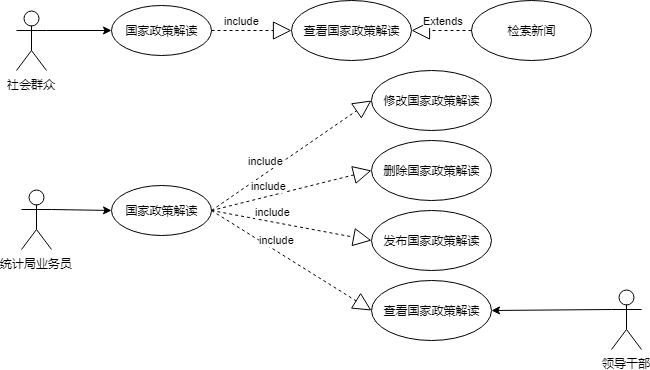 国家政策解读
include
查看国家政策解读
Extends
检索新闻
社会群众
修改国家政策解读
include
删除国家政策解读
include
国家政策解读
include
发布国家政策解读
include
统计局业务员
查看国家政策解读
领导干部